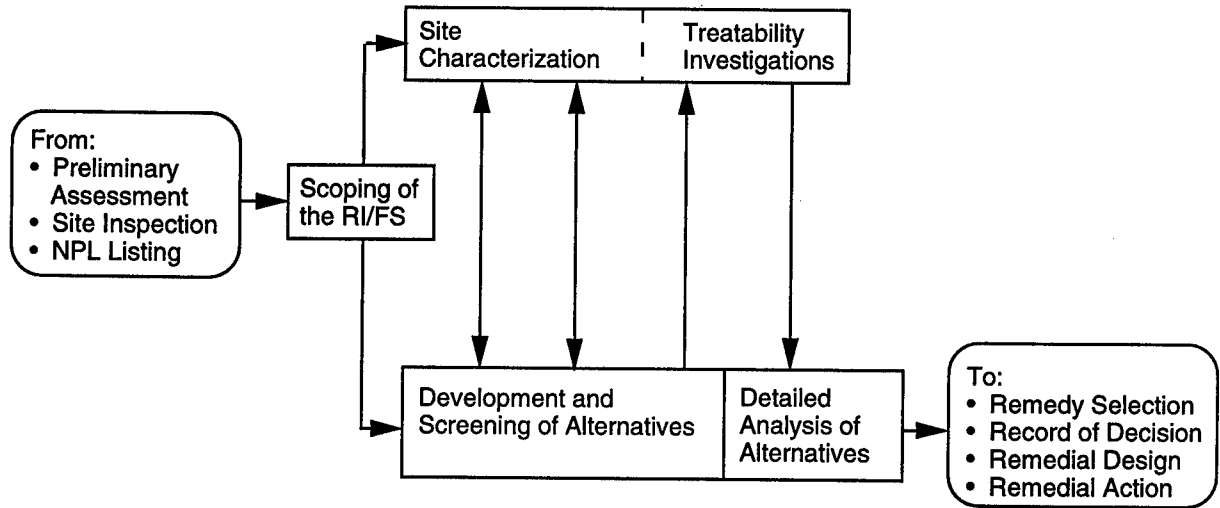 Site
Characterization
Treatability
Investigations
From:
• Preliminary
Assessment
• Site Inspection
• NPL Listing
Scoping of
the RI/FS
Development and
Screening of Alternatives
Detailed
Analysis of
Alternatives
To:
• Remedy Selection
• Record of Decision
• Remedial Design
• Remedial Action